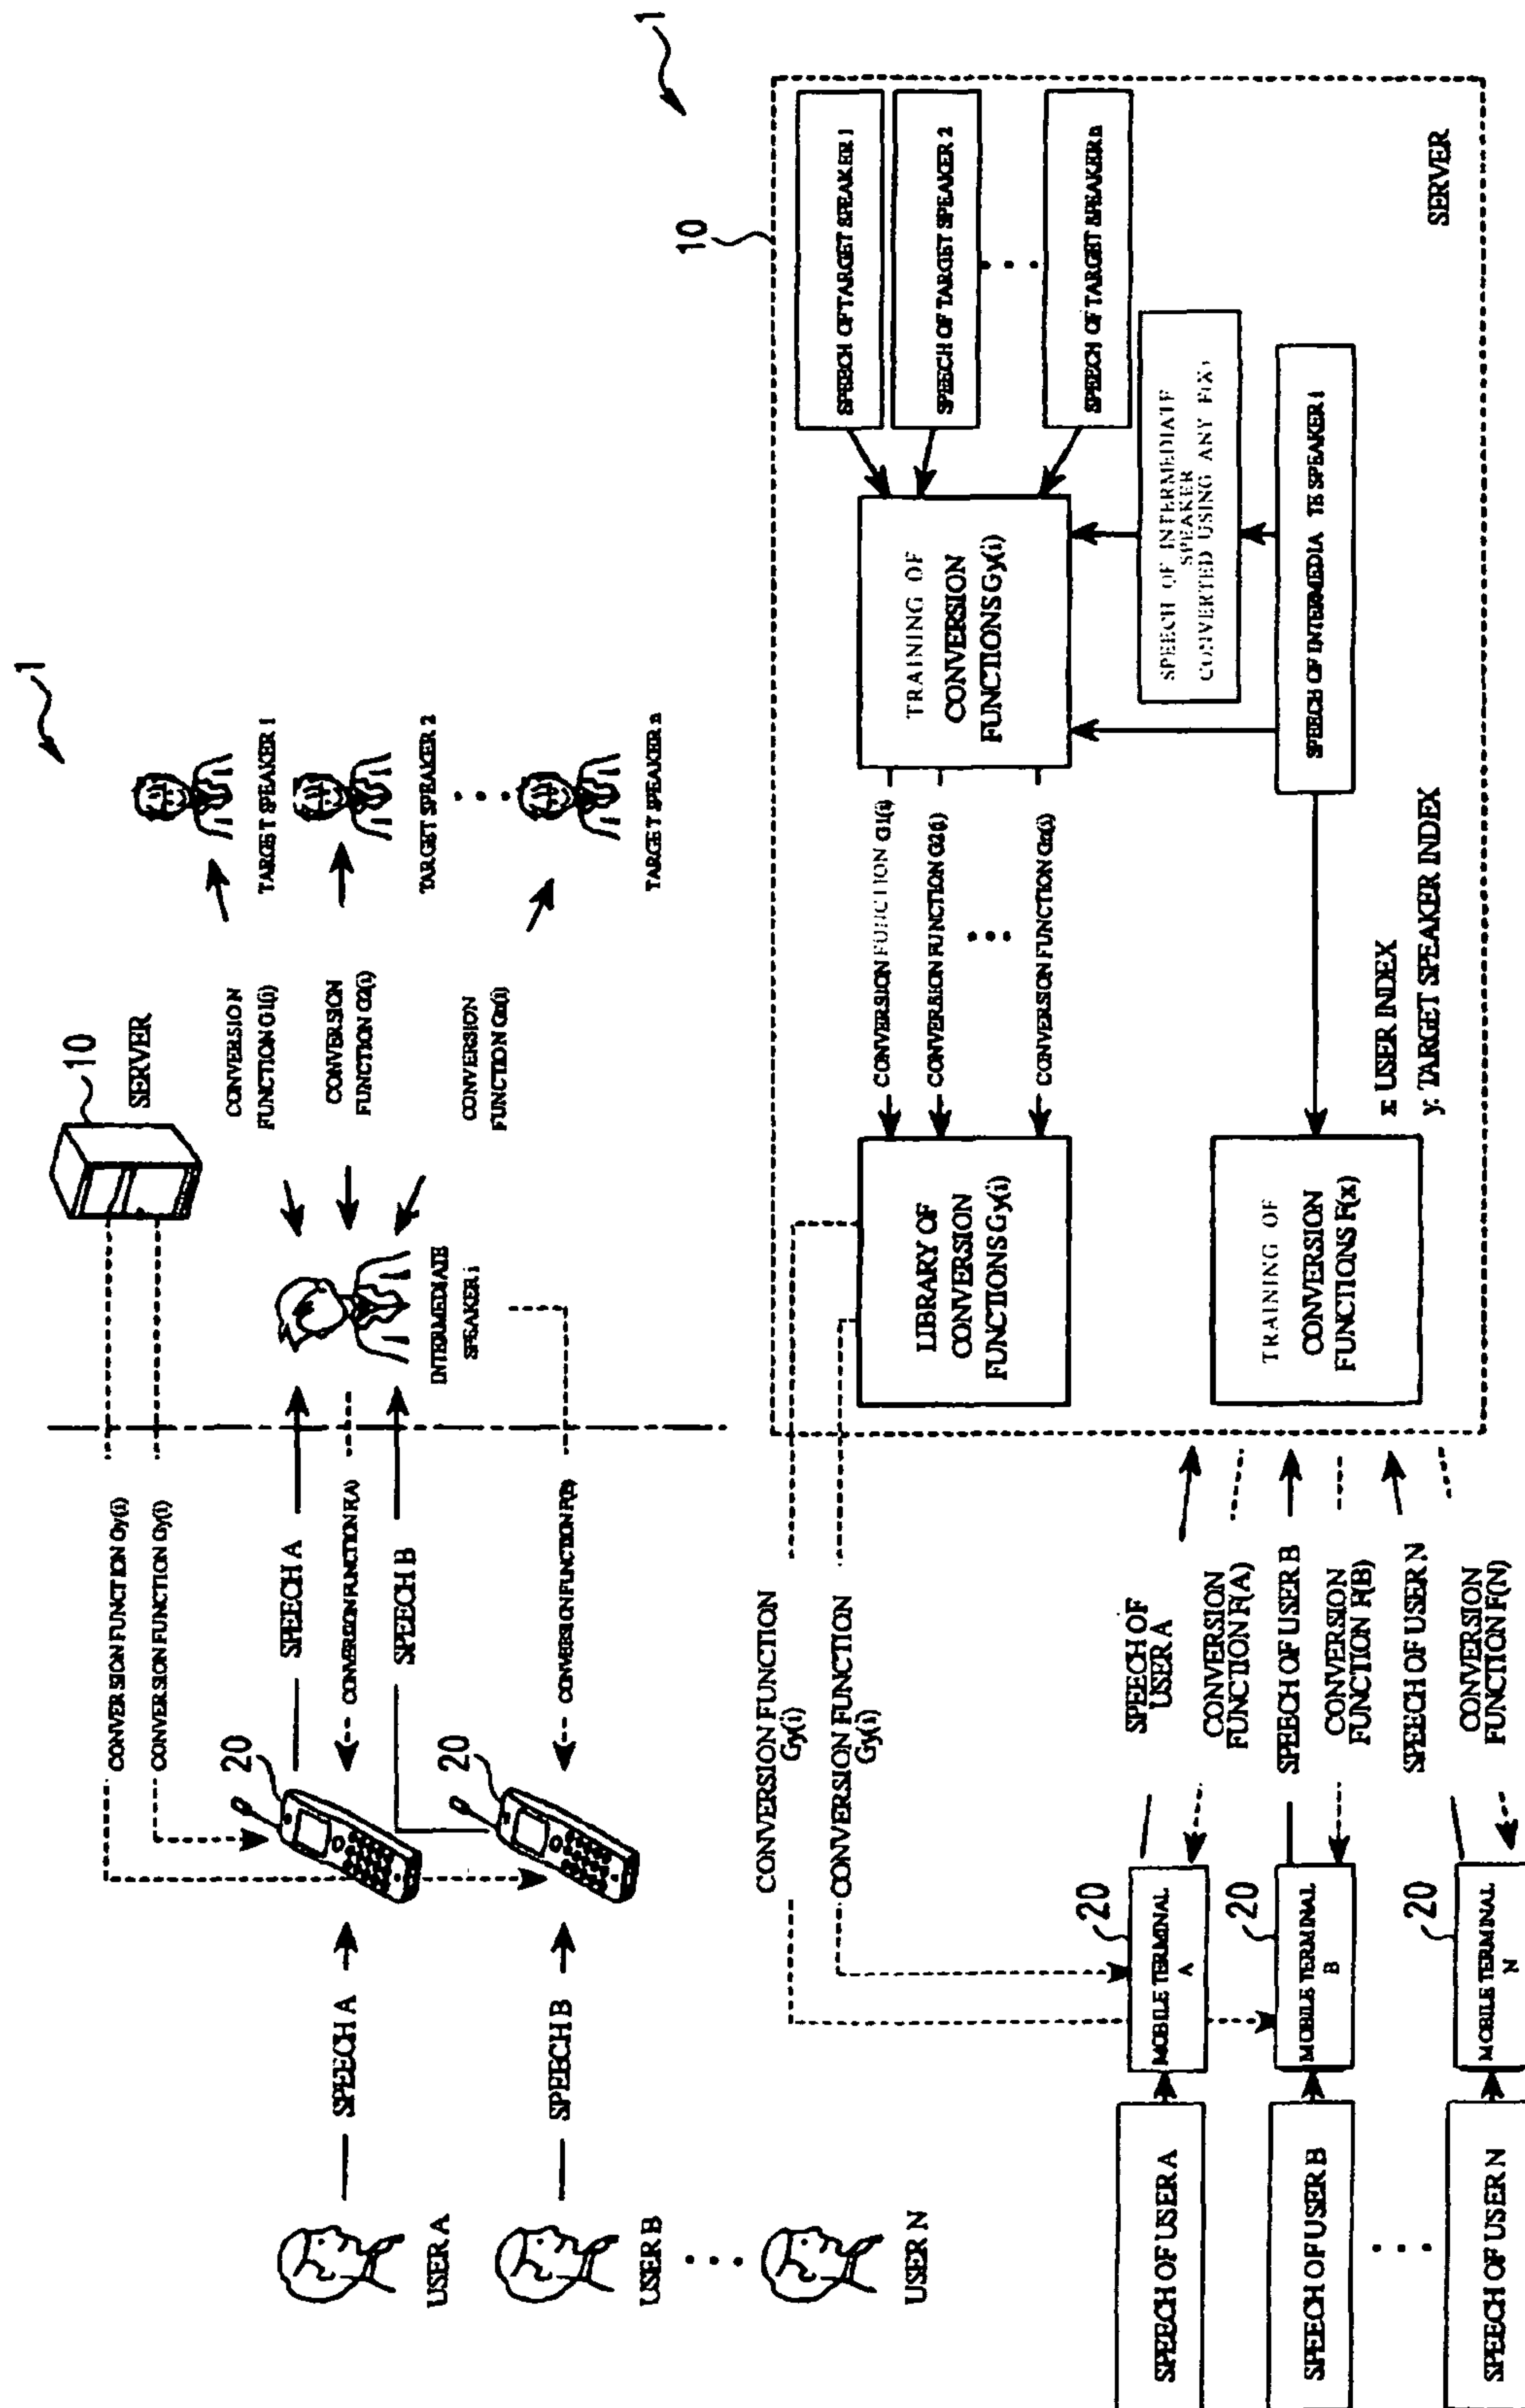 1
10
SERVER
CONVERSION FUNCTION Gy(i)
CONVERSION FUNCTION Gy(i)
20
SPEECH A
SPEECH A
CONVERSION FUNCTION F(A)
SPEECH B
20
SPEECH B
CONVERSION FUNCTION F(B)
USER A
USER B
USER N
INTERMEDIATE
SPEAKER i
CONVERSION
FUNCTION G1(i)
CONVERSION
FUNCTION G2(i)
CONVERSION
FUNCTION Gn(i)
TARGET SPEAKER 1
TARGET SPEAKER 2
TARGET SPEAKER n
1
10
SPEECH OF TARGET SPEAKER 1
SPEECH OF TARGET SPEAKER 2
SPEECH OF TARGET SPEAKER n
TRAINING OF
CONVERSION
FUNCTIONS Gy(i)
CONVERSION FUNCTION G1(i)
CONVERSION FUNCTION G2(i)
CONVERSION FUNCTION Gn(i)
LIBRARY OF
CONVERSION
FUNCTIONS Gy(i)
SPEECH OF INTERMEDIATE
SPEAKER
CONVERTED USING ANY F(X)
SPEECH OF INTERMEDIA TE SPEAKER i
TRAINING OF
CONVERSION
FUNCTIONS F(x)
x: USER INDEX
y: TARGET SPEAKER INDEX
SERVER
CONVERSION FUNCTION
Gy(i)
CONVERSION FUNCTION
Gy(i)
SPEECH OF
USER A
CONVERSION
FUNCTION F(A)
SPEECH OF USER B
CONVERSION
FUNCTION F(B)
SPEECH OF USER N
CONVERSION
FUNCTION F(N)
20
MOBILE TERMINAL
A
20
MOBILE TERMINAL
B
20
MOBILE TERMINAL
N
SPEECH OF USER A
SPEECH OF USER B
SPEECH OF USER N